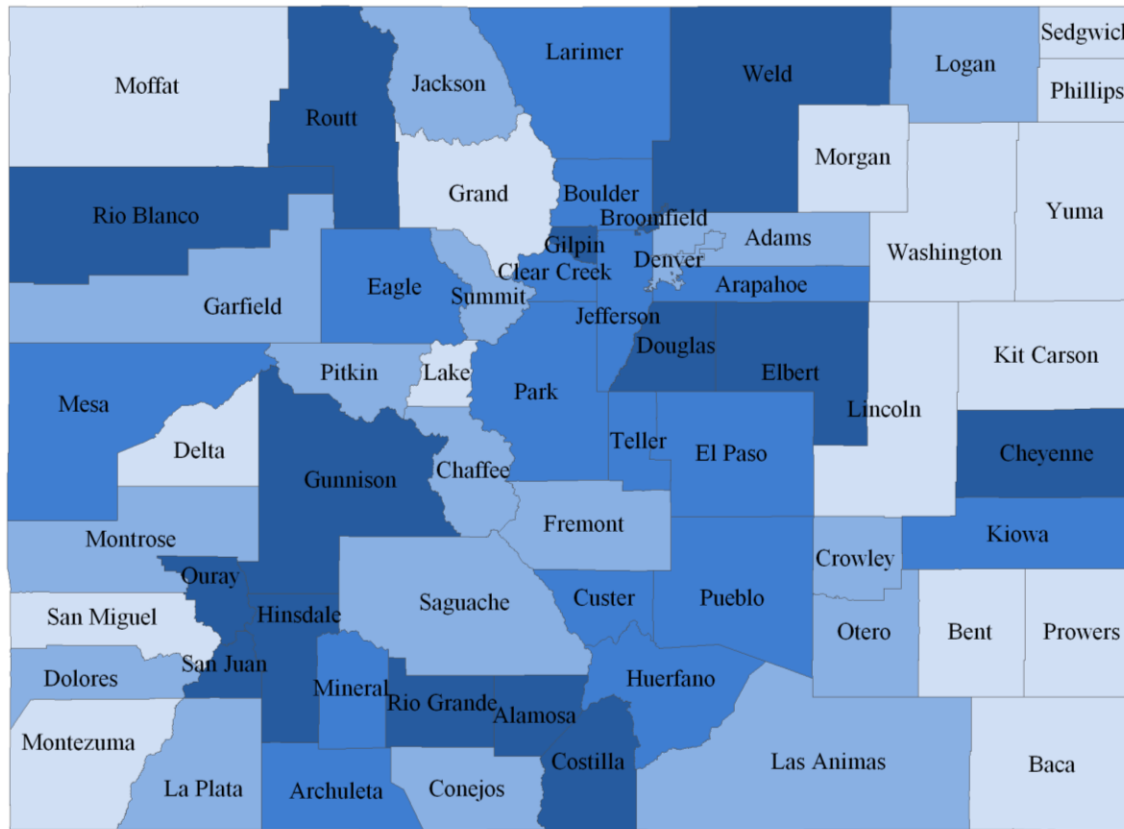 Sedgwick
Larimer
Logan
Weld
Jackson
Moffat
Phillips
Routt
Morgan
Grand
Boulder
Yuma
Rio Blanco
Broomfield
Adams
Gilpin
Washington
Denver
Clear Creek
Arapahoe
Eagle
Summit
Garfield
Jefferson
Douglas
Kit Carson
Pitkin
Lake
Elbert
Park
Mesa
Lincoln
Teller
Delta
El Paso
Cheyenne
Chaffee
Gunnison
Fremont
Kiowa
Montrose
Crowley
Ouray
Custer
Pueblo
Saguache
San Miguel
Hinsdale
Otero
Bent
Prowers
San Juan
Huerfano
Dolores
Mineral
Rio Grande
Alamosa
Montezuma
Costilla
Las Animas
Baca
La Plata
Archuleta
Conejos